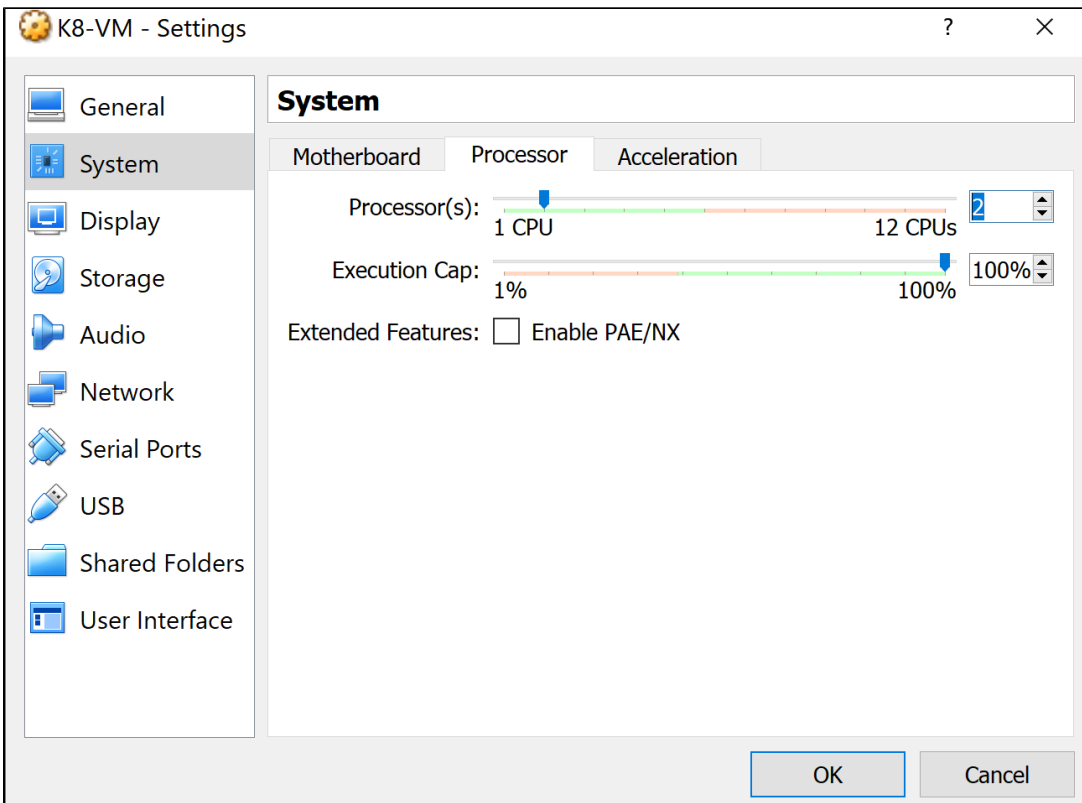 K8-VM - Settings
?
General
System
Display
Storage
Audio
Network
Serial Ports
USB
Shared Folders
User Interface
System
Motherboard Processor Acceleration
Processor(s): 2
1 CPU 12 CPUs
Execution Cap: 100%
1% 100%
Extended Features: Enable PAE/NX
OK Cancel